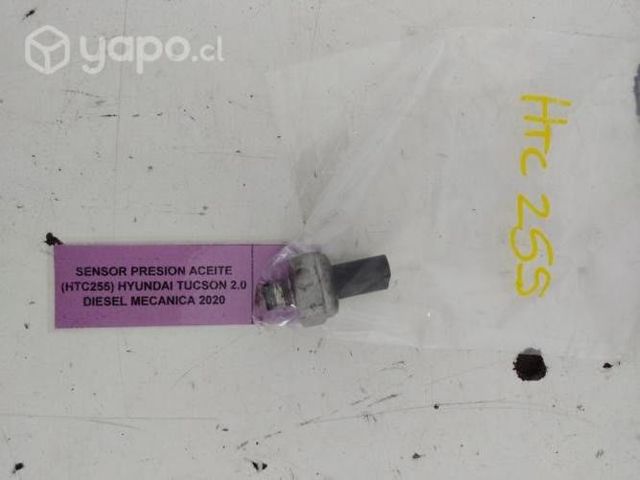 yapo.cl
HTC 255
SENSOR PRESION ACEITE
(HTC255) HYUNDAI TUCSON 2.0
DIESEL MECANICA 2020